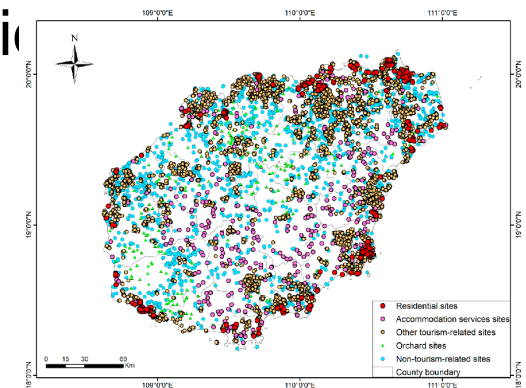 109°0'0"E 110°0'0"E 111°0'0"E
N
20°0'0"N 20°0'0"N
19°0'0"N 19°0'0"N
Residential sites
Accommodation services sites
Other tourism-related sites
Orchard sites
Non-tourism-related sites
County boundary
0 15 30 60
Km
18°0'0"N 18°0'0"N
109°0'0"E 110°0'0"E 111°0'0"E